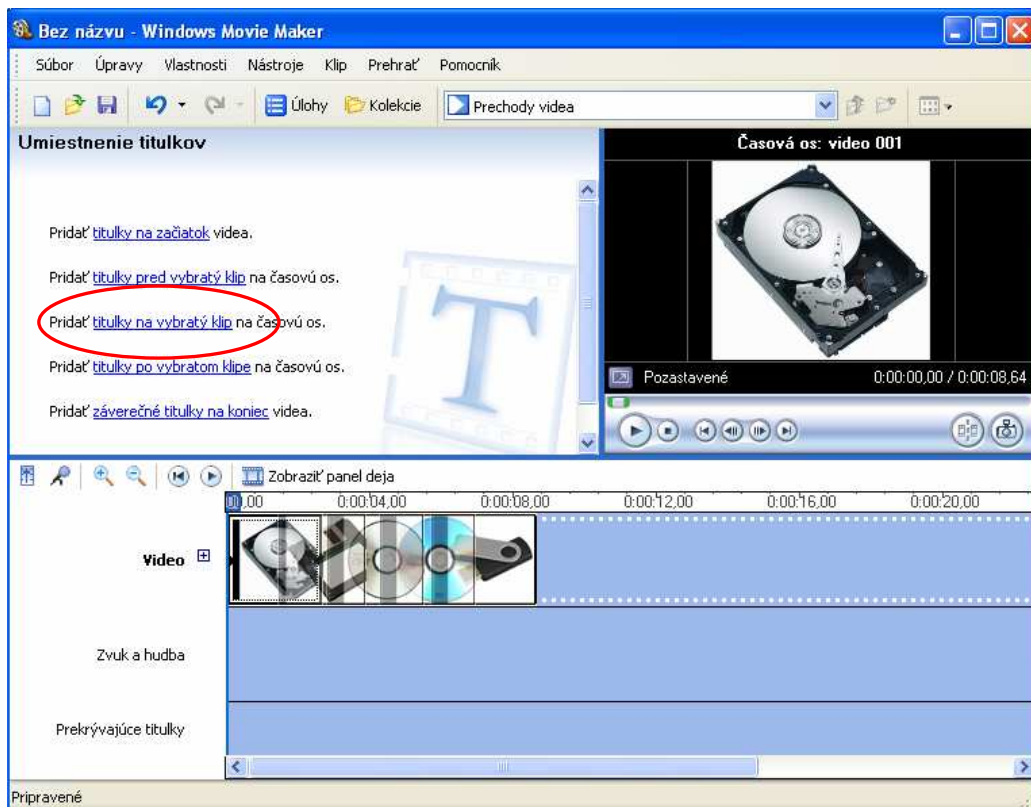 Bez názvu - Windows Movie Maker
Súbor Úpravy Vlastnosti Nástroje Klip Prehrať Pomocník
Úlohy Kolekcie Prechody videa
Umiestnenie titulkov
Pridať titulky na začiatok videa.
Pridať titulky pred vybratý klip na časovú os.
Pridať titulky na vybratý klip na časovú os.
Pridať titulky po vybratom klipe na časovú os.
Pridať záverečné titulky na koniec videa.
T
Časová os: video 001
Pozastavené 0:00:00,00 / 0:00:08,64
Zobraziť panel deja
,00 0:00:04,00 0:00:08,00 0:00:12,00 0:00:16,00 0:00:20,00
Video
Zvuk a hudba
Prekrývajúce titulky
Pripravené